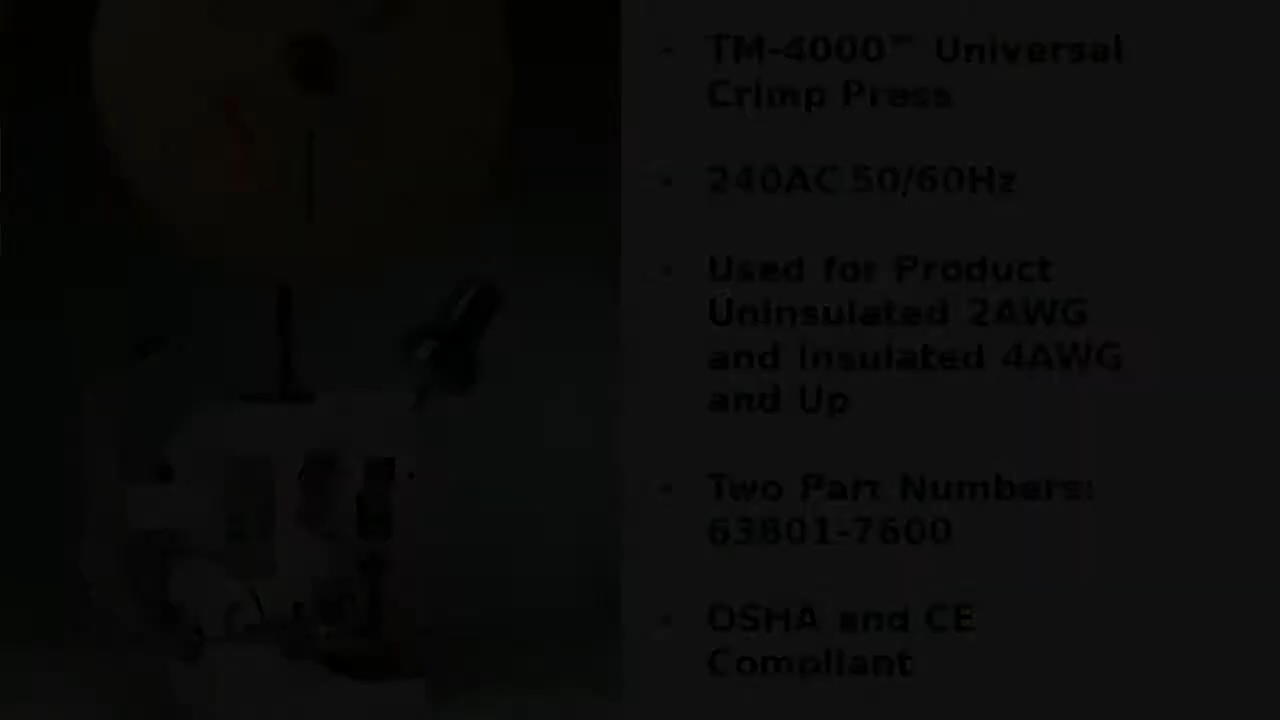 - TM-4000™ Universal
Crimp Press
- 240AC 50/60Hz
- Used for Product
Uninsulated 2AWG
and Insulated 4AWG
and Up
- Two Part Numbers:
63801-7600
- OSHA and CE
Compliant